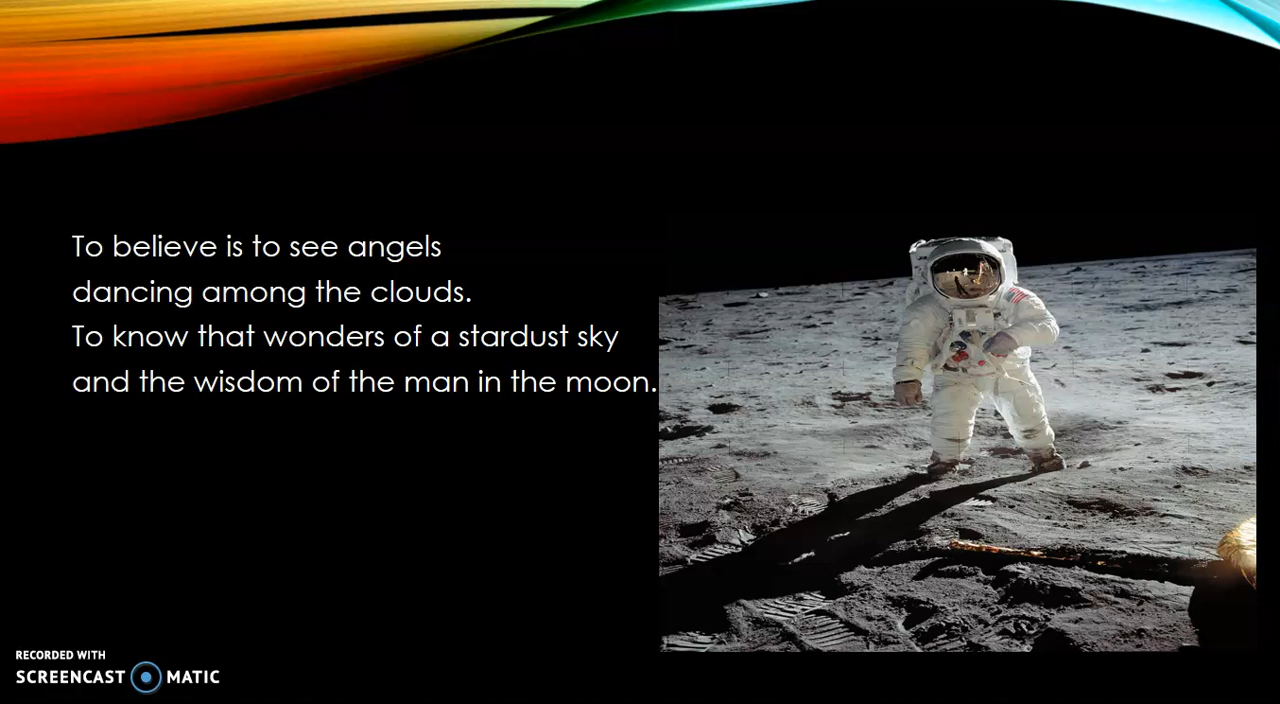 To believe is to see angels
dancing among the clouds.
To know that wonders of a stardust sky
and the wisdom of the man in the moon.
RECORDED WITH
SCREENCAST MATIC